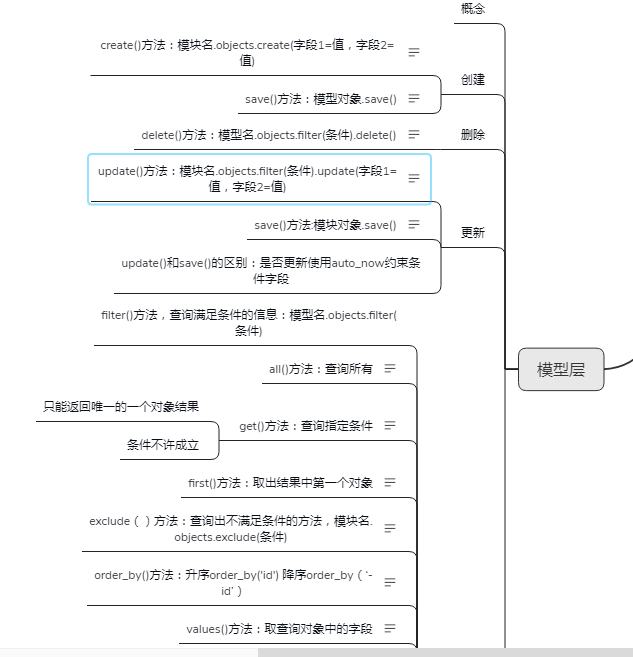 概念
create()方法：模块名.objects.create(字段1=值，字段2=
值)
创建
save()方法：模型对象.save()
delete()方法：模型名.objects.filter(条件).delete()
删除
update()方法：模块名.objects.filter(条件).update(字段1=
值，字段2=值)
save()方法:模块对象.save()
更新
update()和save()的区别：是否更新使用auto_now约束条
件字段
filter()方法，查询满足条件的信息：模型名.objects.filter(
条件)
模型层
all()方法：查询所有
只能返回唯一的一个对象结果
get()方法：查询指定条件
条件不许成立
first()方法：取出结果中第一个对象
exclude（）方法：查询出不满足条件的方法，模块名.
objects.exclude(条件)
order_by()方法：升序order_by('id') 降序order_by（'-
id'）
values()方法：取查询对象中的字段